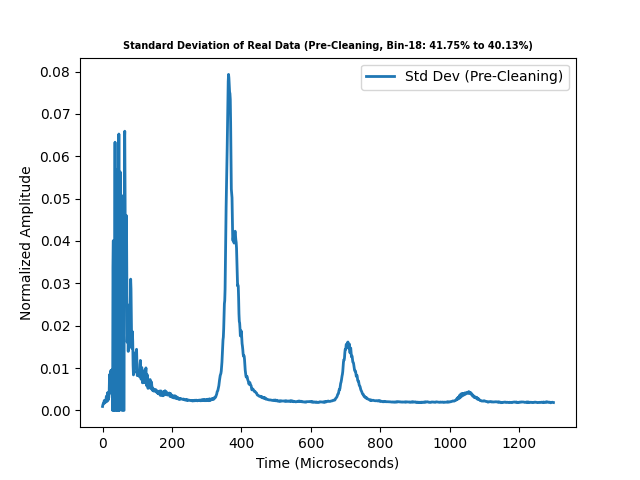 Standard Deviation of Real Data (Pre-Cleaning, Bin-18: 41.75% to 40.13%)
Std Dev (Pre-Cleaning)
Normalized Amplitude
0.08
0.07
0.06
0.05
0.04
0.03
0.02
0.01
0.00
0 200 400 600 800 1000 1200
Time (Microseconds)